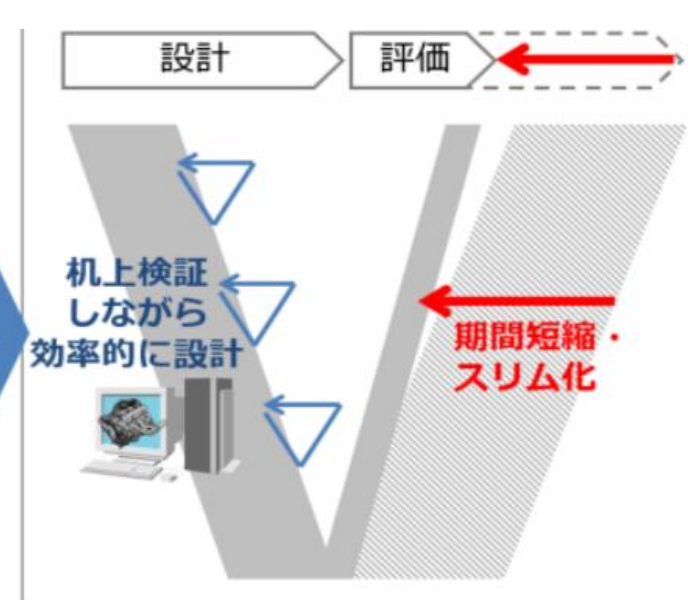 設計
評価
机上検証
しながら
効率的に設計
期間短縮・
スリム化